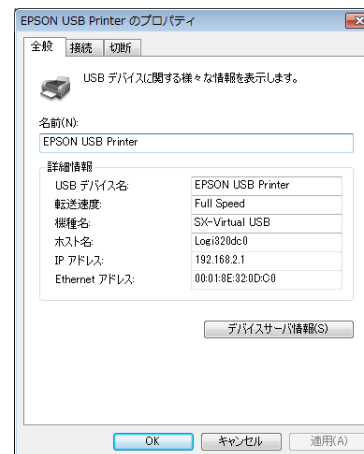 EPSON USB Printer のプロパティ
全般 接続 切断
USB デバイスに関する様々な情報を表示します。
名前(N):
EPSON USB Printer
詳細情報
USB デバイス名: EPSON USB Printer
転送速度: Full Speed
機種名: SX-Virtual USB
ホスト名: Logi320dc0
IP アドレス: 192.168.2.1
Ethernet アドレス: 00:01:8E:32:0D:C0
デバイスサーバ情報(S)
OK キャンセル 適用(A)